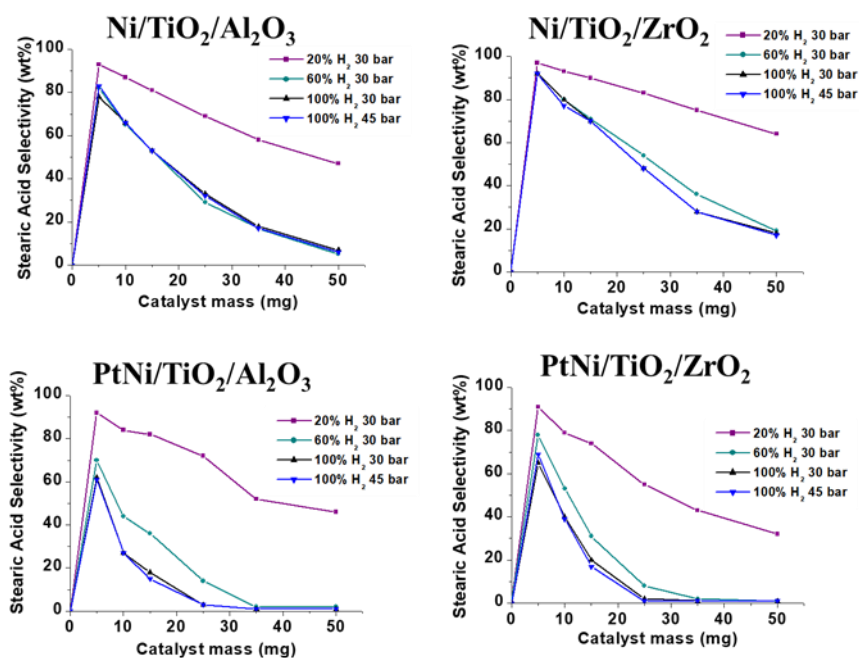 Ni/TiO₂/Al₂O₃
Stearic Acid Selectivity (wt%)
100
80
60
40
20
0
20% H₂ 30 bar
60% H₂ 30 bar
100% H₂ 30 bar
100% H₂ 45 bar
0 10 20 30 40 50
Catalyst mass (mg)
Ni/TiO₂/ZrO₂
Stearic Acid Selectivity (wt%)
100
80
60
40
20
0
20% H₂ 30 bar
60% H₂ 30 bar
100% H₂ 30 bar
100% H₂ 45 bar
0 10 20 30 40 50
Catalyst mass (mg)
PtNi/TiO₂/Al₂O₃
Stearic Acid Selectivity (wt%)
100
80
60
40
20
0
20% H₂ 30 bar
60% H₂ 30 bar
100% H₂ 30 bar
100% H₂ 45 bar
0 10 20 30 40 50
Catalyst mass (mg)
PtNi/TiO₂/ZrO₂
Stearic Acid Selectivity (wt%)
100
80
60
40
20
0
20% H₂ 30 bar
60% H₂ 30 bar
100% H₂ 30 bar
100% H₂ 45 bar
0 10 20 30 40 50
Catalyst mass (mg)